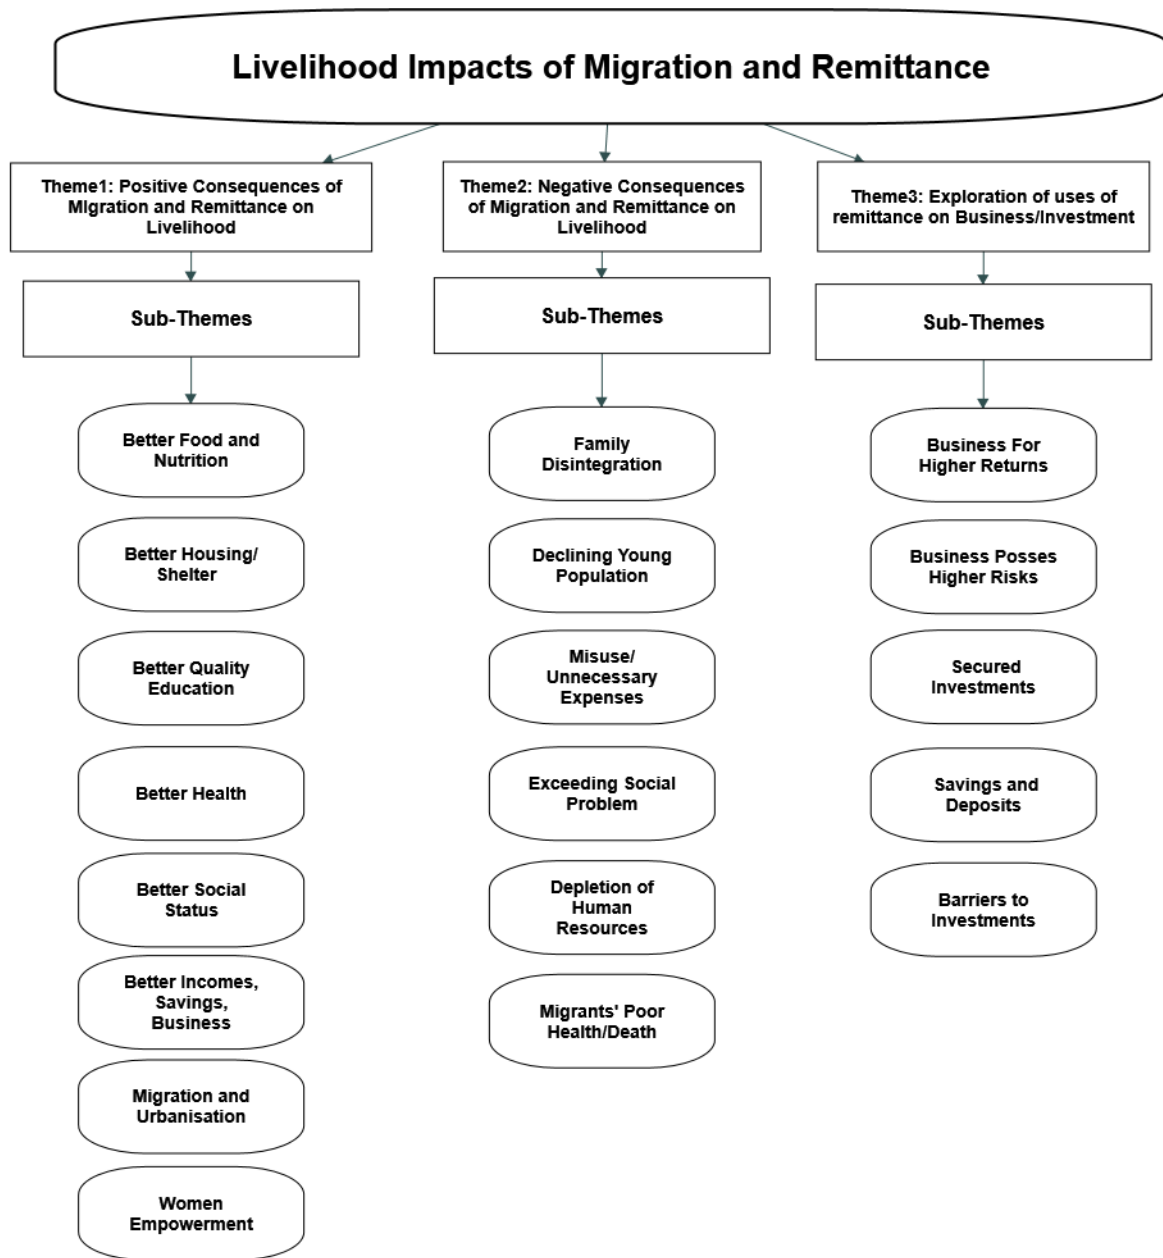 Livelihood Impacts of Migration and Remittance
Theme1: Positive Consequences of
MIgration and Remittance on
Livelihood
Sub-Themes
Better Food and
Nutrition
Better Housing/
Shelter
Better Quality
Education
Better Health
Better Social
Status
Better Incomes,
Savings,
Business
Migration and
Urbanisation
Women
Empowerment
Theme2: Negative Consequences
of Migration and Remittance on
Livelihood
Sub-Themes
Family
Disintegration
Declining Young
Population
Misuse/
Unnecessary
Expenses
Exceeding Social
Problem
Depletion of
Human
Resources
Migrants' Poor
Health/Death
Theme3: Exploration of uses of
remittance on Business/Investment
Sub-Themes
Business For
Higher Returns
Business Posses
Higher Risks
Secured
Investments
Savings and
Deposits
Barriers to
Investments